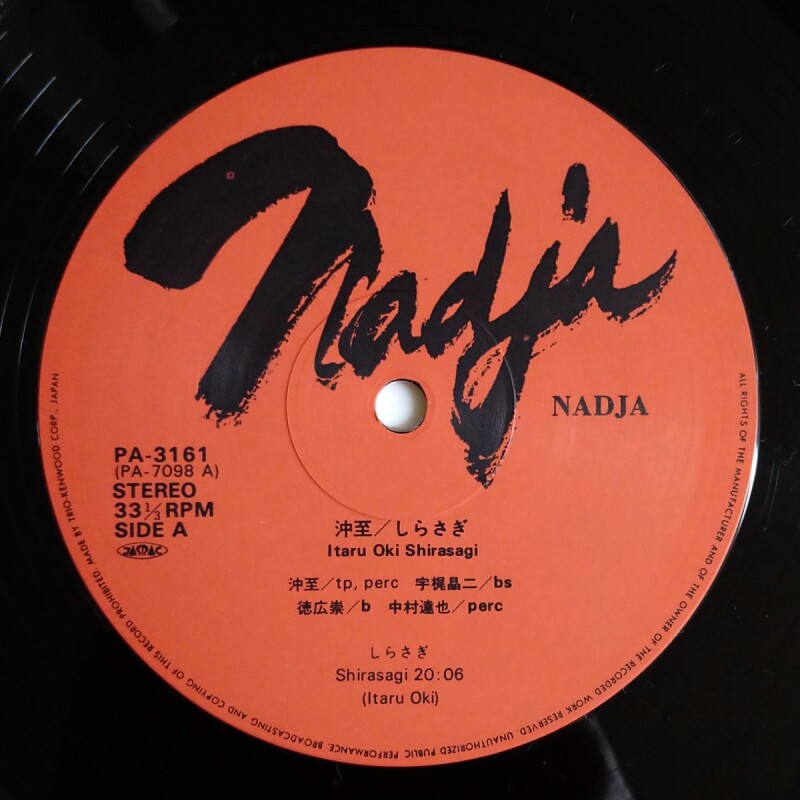 Nadja
NADJA
PA-3161
(PA-7098 A)
STEREO
33 1/3 RPM
SIDE A
JASRAC
沖至／しらさぎ
Itaru Oki Shirasagi
沖至／tp, perc 宇梶晶二／bs
徳広崇／b 中村達也／perc
しらさぎ
Shirasagi 20:06
(Itaru Oki)
ALL RIGHTS OF THE MANUFACTURER AND OF THE OWNER OF THE RECORDED WORK RESERVED. UNAUTHORIZED PUBLIC PERFORMANCE, BROADCASTING AND COPYING OF THIS RECORD PROHIBITED. MADE BY TRIO-KENWOOD CORP., JAPAN